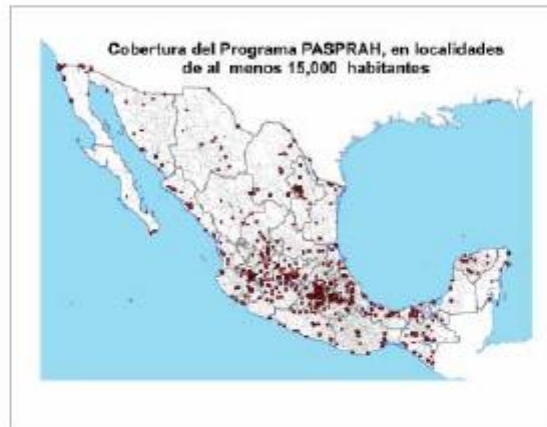 Cobertura del Programa PASPRAH, en localidades
de al menos 15,000 habitantes